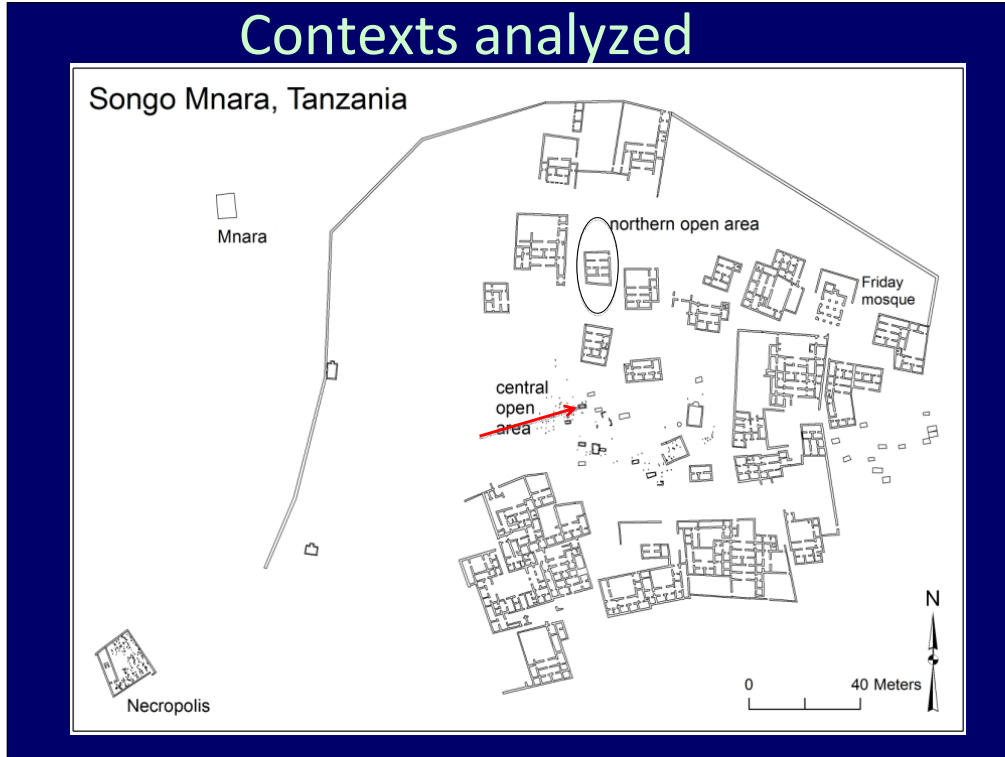 Contexts analyzed
Songo Mnara, Tanzania
Mnara
northern open area
Friday
mosque
central
open
area
Necropolis
N
0 40 Meters